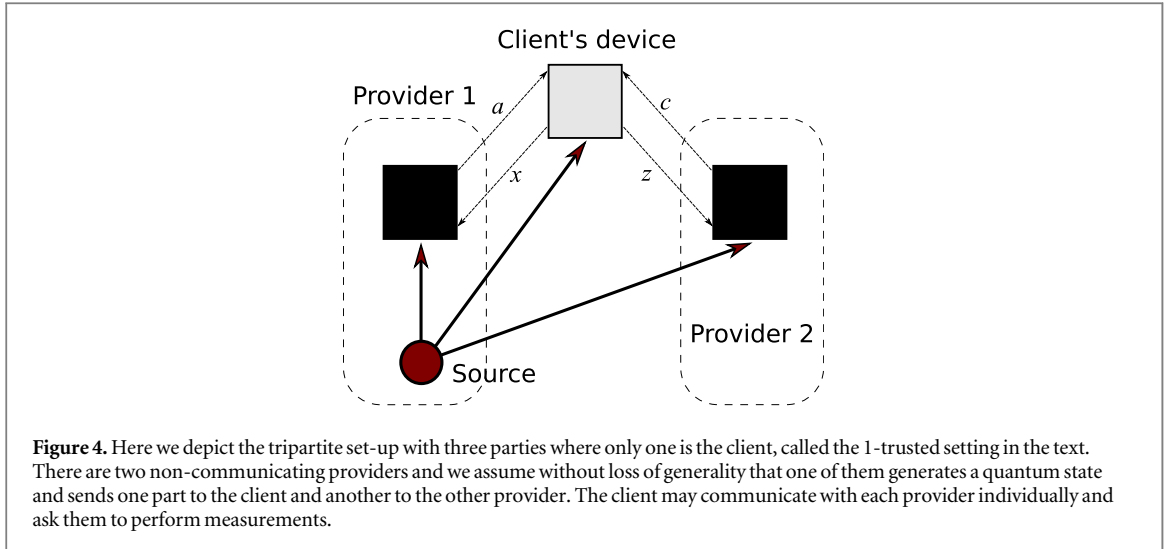 Client's device
Provider 1
a
c
x
z
Provider 2
Source
Figure 4. Here we depict the tripartite set-up with three parties where only one is the client, called the 1-trusted setting in the text.
There are two non-communicating providers and we assume without loss of generality that one of them generates a quantum state
and sends one part to the client and another to the other provider. The client may communicate with each provider individually and
ask them to perform measurements.